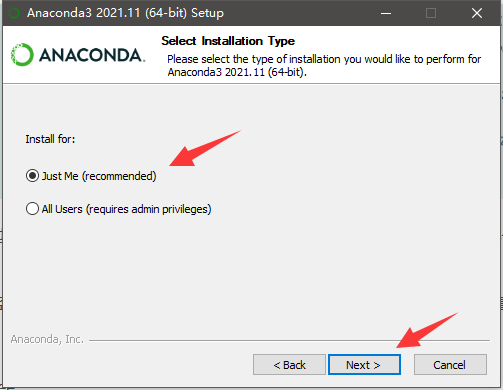 Anaconda3 2021.11 (64-bit) Setup
ANACONDA.
Select Installation Type
Please select the type of installation you would like to perform for
Anaconda3 2021.11 (64-bit).
Install for:
Just Me (recommended)
All Users (requires admin privileges)
Anaconda, Inc.
< Back
Next >
Cancel